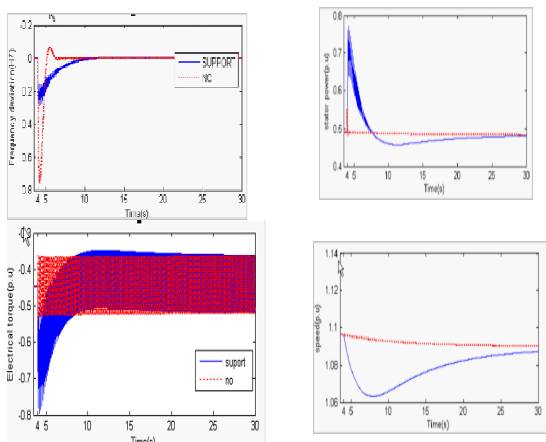 -0.2
0
0.2
0.4
0.6
0.8
Frequency deviation(HZ)
SUPPORT
NO
4 5 10 15 20 25 30
Time(s)
0.8
0.7
0.6
0.5
0.4
stator power(p.u)
4 5 10 15 20 25 30
Time(s)
-0.3
-0.4
-0.5
-0.6
-0.7
-0.8
Electrical torque(p.u)
suport
no
4 5 10 15 20 25 30
Time(s)
1.14
1.12
1.1
1.08
1.06
speed(p.u)
4 5 10 15 20 25 30
Time(s)